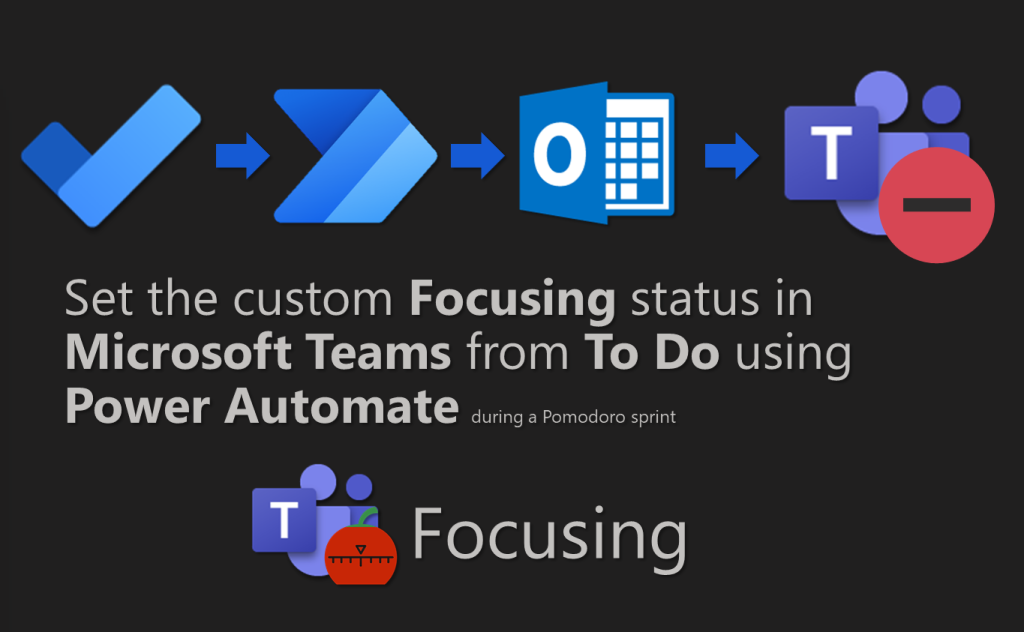 O
T
Set the custom Focusing status in
Microsoft Teams from To Do using
Power Automate during a Pomodoro sprint
T
Focusing